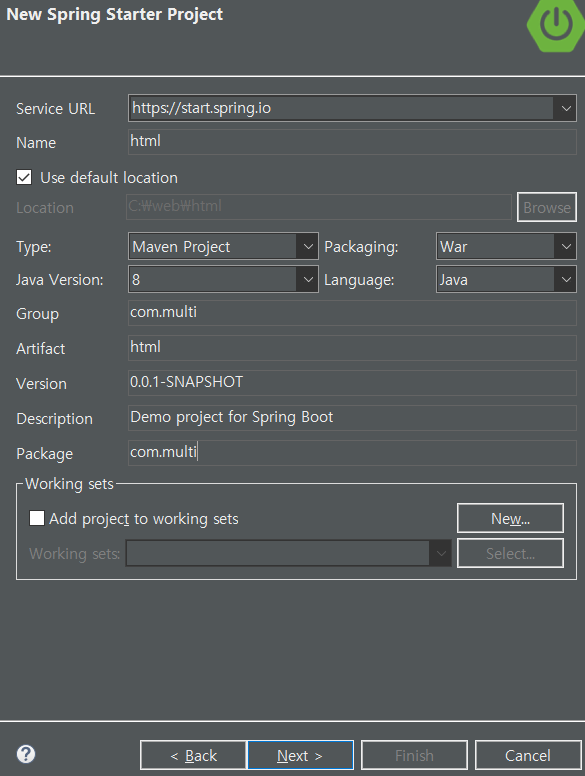 New Spring Starter Project
Service URL https://start.spring.io
Name html
Use default location
Location C:₩web₩html Browse
Type: Maven Project Packaging: War
Java Version: 8 Language: Java
Group com.multi
Artifact html
Version 0.0.1-SNAPSHOT
Description Demo project for Spring Boot
Package com.multi
Working sets
Add project to working sets New...
Working sets: Select...
? < Back Next > Finish Cancel